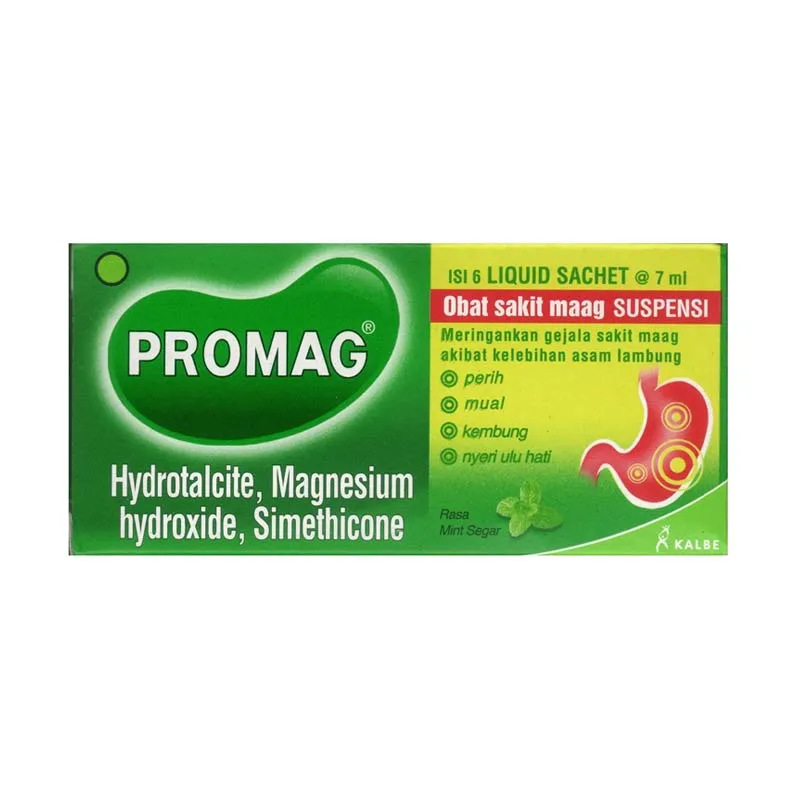 PROMAG®
Hydrotalcite, Magnesium
hydroxide, Simethicone
ISI 6 LIQUID SACHET @ 7 ml
Obat sakit maag SUSPENSI
Meringankan gejala sakit maag
akibat kelebihan asam lambung
perih
mual
kembung
nyeri ulu hati
Rasa
Mint Segar
KALBE